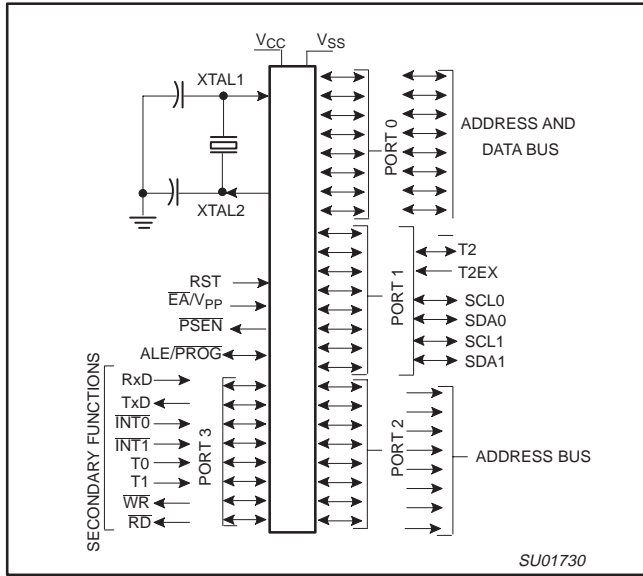 VCC VSS
XTAL1
XTAL2
PORT 0
ADDRESS AND
DATA BUS
PORT 1
T2
T2EX
SCL0
SDA0
SCL1
SDA1
RST
EA/VPP
PSEN
ALE/PROG
SECONDARY FUNCTIONS
RxD
TxD
INT0
INT1
T0
T1
WR
RD
PORT 3
PORT 2
ADDRESS BUS
SU01730